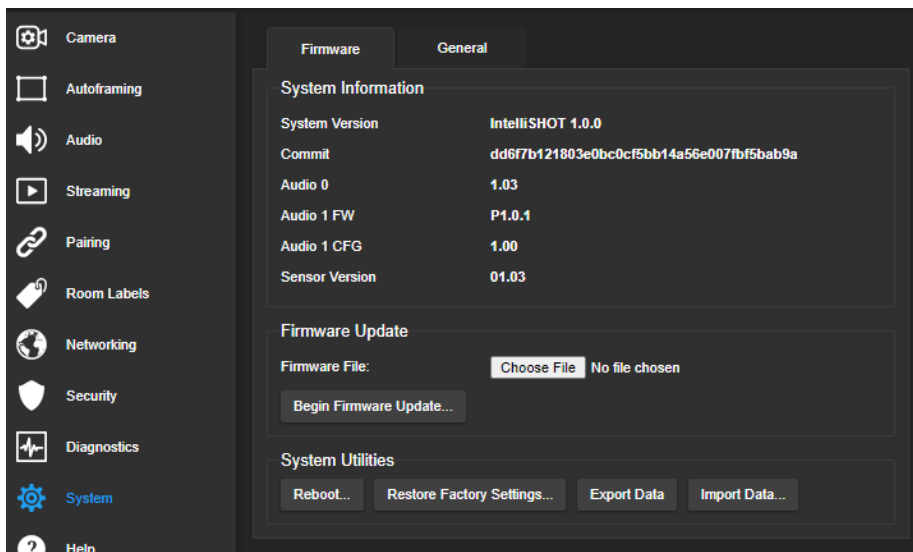 Camera
Autoframing
Audio
Streaming
Pairing
Room Labels
Networking
Security
Diagnostics
System
? Help
Firmware General
System Information
System Version IntelliSHOT 1.0.0
Commit dd6f7b121803e0bc0cf5bb14a56e007fbf5bab9a
Audio 0 1.03
Audio 1 FW P1.0.1
Audio 1 CFG 1.00
Sensor Version 01.03
Firmware Update
Firmware File: Choose File No file chosen
Begin Firmware Update...
System Utilities
Reboot... Restore Factory Settings... Export Data Import Data...